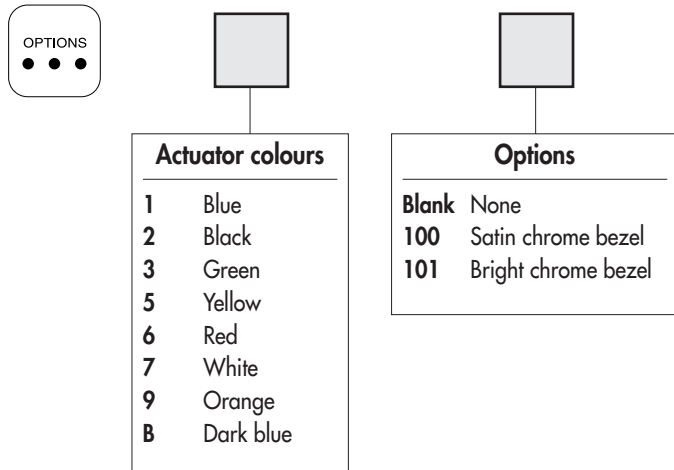 OPTIONS
Actuator colours
1 Blue
2 Black
3 Green
5 Yellow
6 Red
7 White
9 Orange
B Dark blue
Options
Blank None
100 Satin chrome bezel
101 Bright chrome bezel